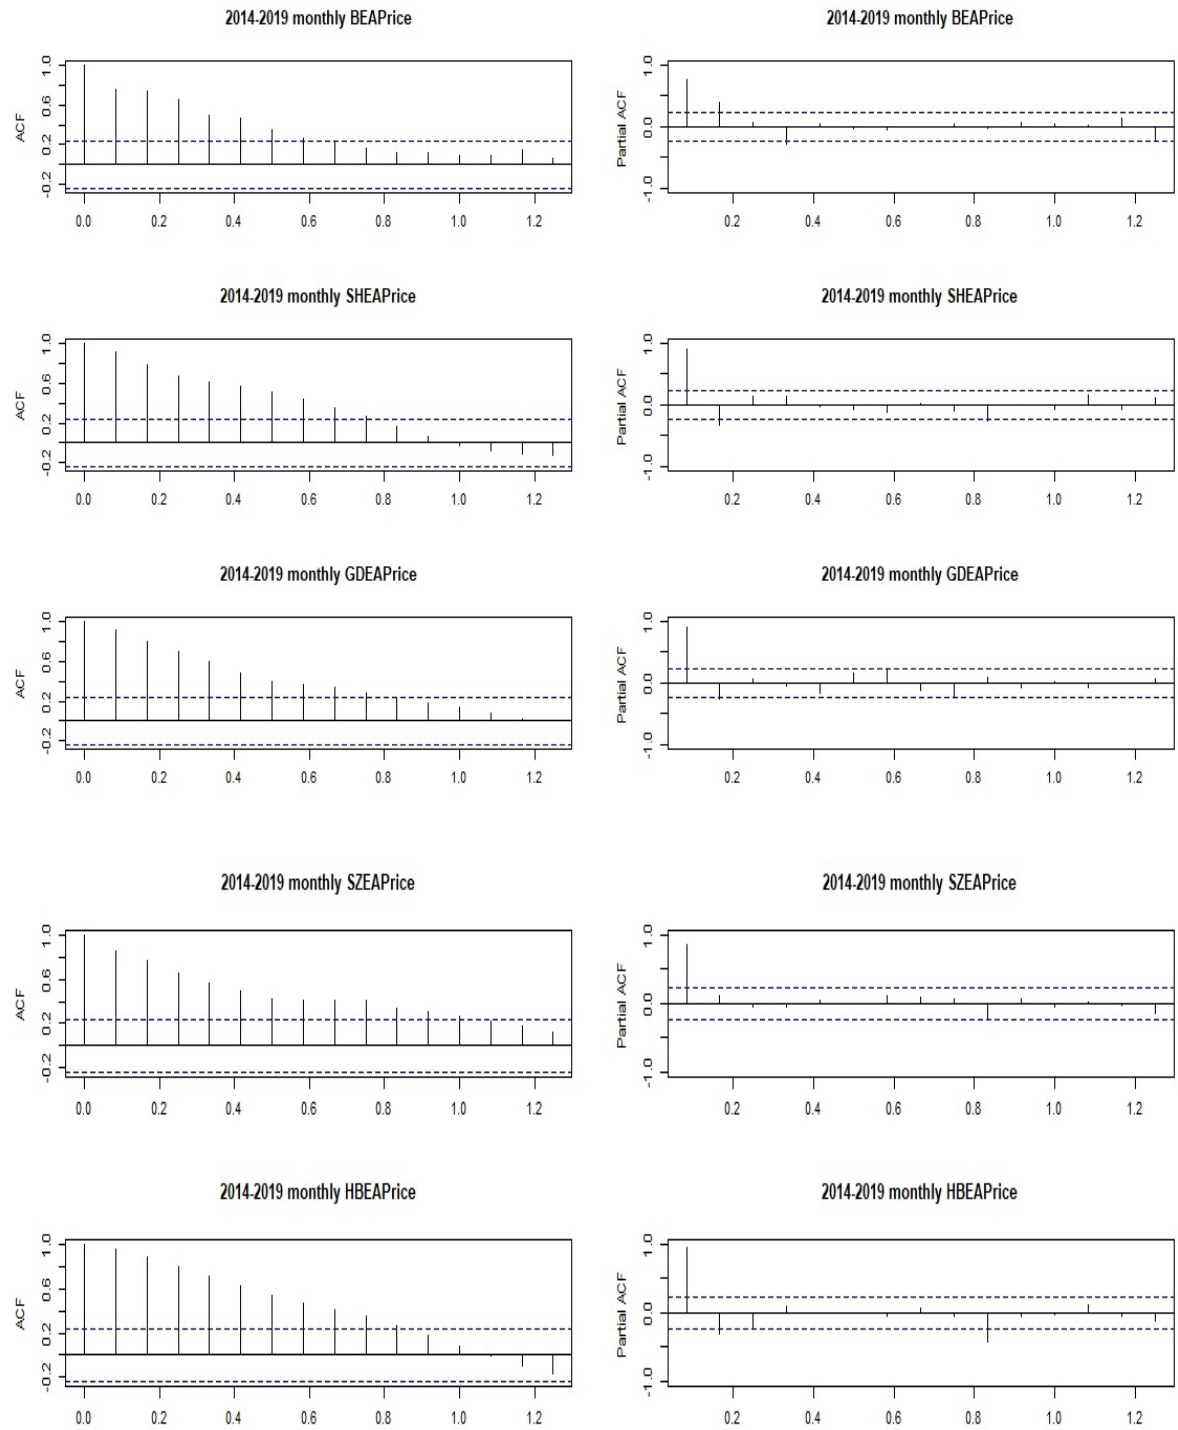 2014-2019 monthly BEAPrice
ACF
-0.2 0.2 0.6 1.0
0.0 0.2 0.4 0.6 0.8 1.0 1.2
2014-2019 monthly BEAPrice
Partial ACF
-1.0 0.0 1.0
0.2 0.4 0.6 0.8 1.0 1.2
2014-2019 monthly SHEAPrice
ACF
-0.2 0.2 0.6 1.0
0.0 0.2 0.4 0.6 0.8 1.0 1.2
2014-2019 monthly SHEAPrice
Partial ACF
-1.0 0.0 1.0
0.2 0.4 0.6 0.8 1.0 1.2
2014-2019 monthly GDEAPrice
ACF
-0.2 0.2 0.6 1.0
0.0 0.2 0.4 0.6 0.8 1.0 1.2
2014-2019 monthly GDEAPrice
Partial ACF
-1.0 0.0 1.0
0.2 0.4 0.6 0.8 1.0 1.2
2014-2019 monthly SZEAPrice
ACF
-0.2 0.2 0.6 1.0
0.0 0.2 0.4 0.6 0.8 1.0 1.2
2014-2019 monthly SZEAPrice
Partial ACF
-1.0 0.0 1.0
0.2 0.4 0.6 0.8 1.0 1.2
2014-2019 monthly HBEAPrice
ACF
-0.2 0.2 0.6 1.0
0.0 0.2 0.4 0.6 0.8 1.0 1.2
2014-2019 monthly HBEAPrice
Partial ACF
-1.0 0.0 1.0
0.2 0.4 0.6 0.8 1.0 1.2